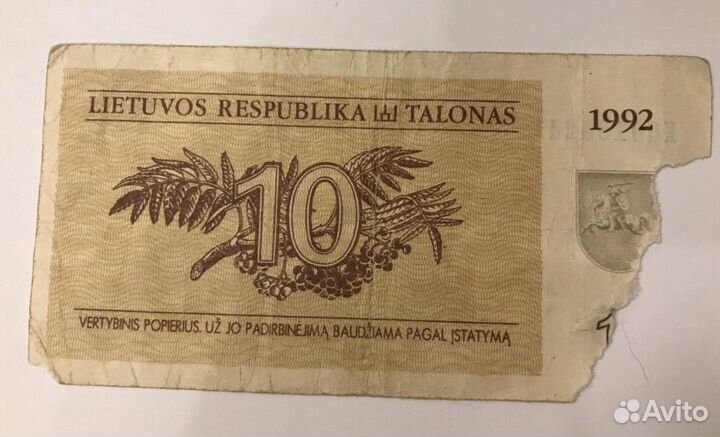 LIETUVOS RESPUBLIKA TALONAS
1992
10
VERTYBINIS POPIERIUS. UŽ JO PADIRBINĖJIMĄ BAUDŽIAMA PAGAL ĮSTATYMĄ
Avito